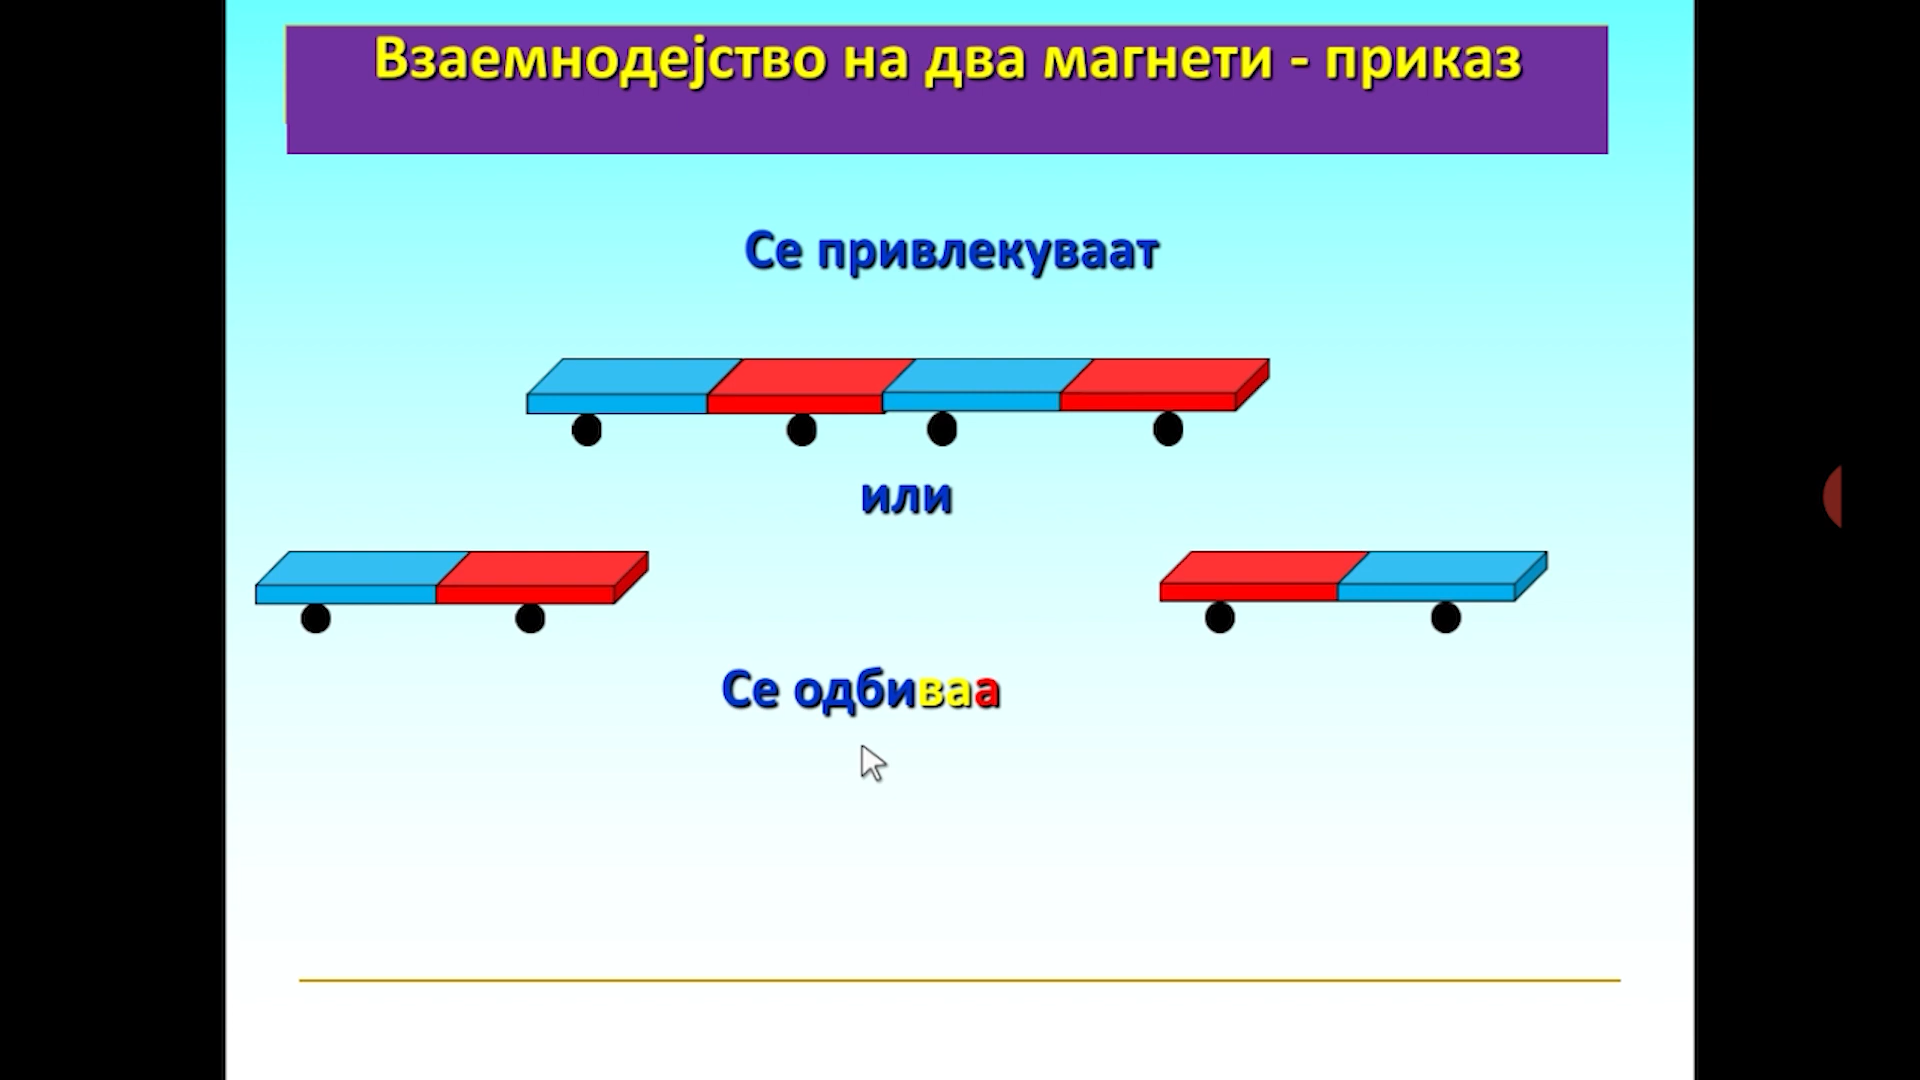 Взаемнодејство на два магнети - приказ
Се привлекуваат
или
Се одбиваа